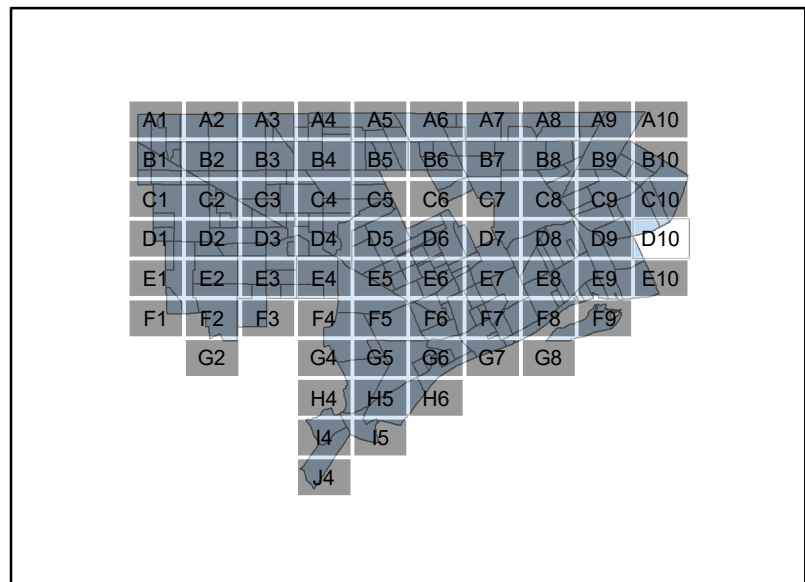 A1 A2 A3 A4 A5 A6 A7 A8 A9 A10
B1 B2 B3 B4 B5 B6 B7 B8 B9 B10
C1 C2 C3 C4 C5 C6 C7 C8 C9 C10
D1 D2 D3 D4 D5 D6 D7 D8 D9 D10
E1 E2 E3 E4 E5 E6 E7 E8 E9 E10
F1 F2 F3 F4 F5 F6 F7 F8 F9
G2 G4 G5 G6 G7 G8
H4 H5 H6
I4 I5
J4